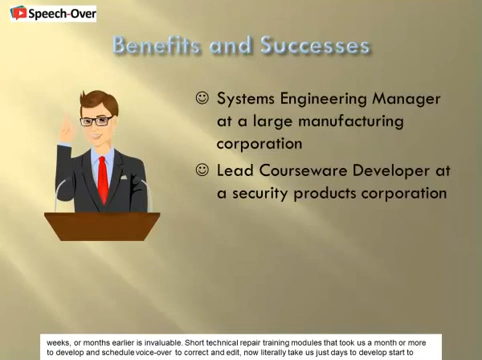 Speech-Over
Benefits and Successes
☺ Systems Engineering Manager
at a large manufacturing
corporation
☺ Lead Courseware Developer at
a security products corporation
weeks, or months earlier is invaluable. Short technical repair training modules that took us a month or more
to develop and schedule voice-over to correct and edit, now literally take us just days to develop start to